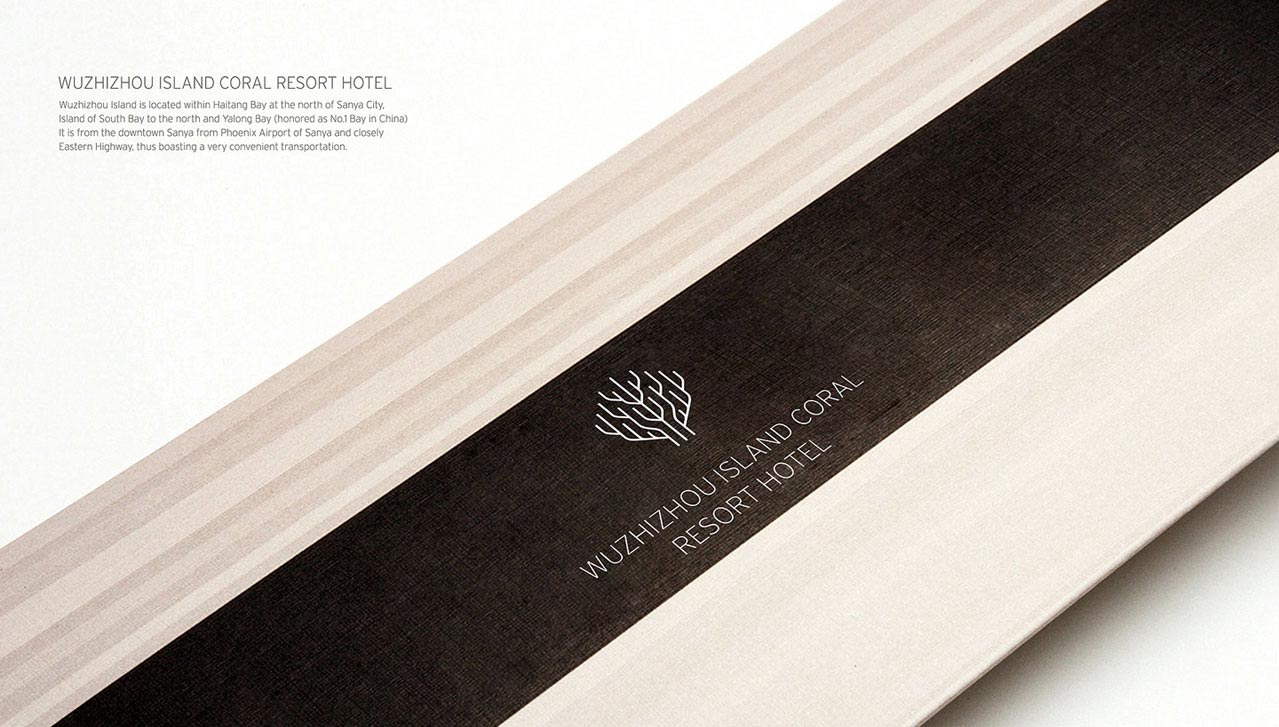 WUZHIZHOU ISLAND CORAL RESORT HOTEL
Wuzhizhou Island is located within Haitang Bay at the north of Sanya City,
Island of South Bay to the north and Yalong Bay (honored as No.1 Bay in China)
It is from the downtown Sanya from Phoenix Airport of Sanya and closely
Eastern Highway, thus boasting a very convenient transportation.
WUZHIZHOU ISLAND CORAL
RESORT HOTEL